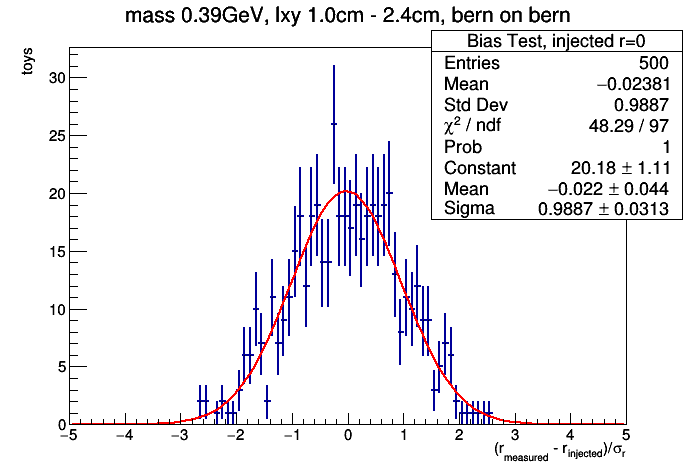 mass 0.39GeV, lxy 1.0cm - 2.4cm, bern on bern
toys
Bias Test, injected r=0
Entries 500
Mean −0.02381
Std Dev 0.9887
χ² / ndf 48.29 / 97
Prob 1
Constant 20.18 ± 1.11
Mean −0.022 ± 0.044
Sigma 0.9887 ± 0.0313
30
25
20
15
10
5
0
−5 −4 −3 −2 −1 0 1 2 3 4 5
(r_measured - r_injected)/σ_r